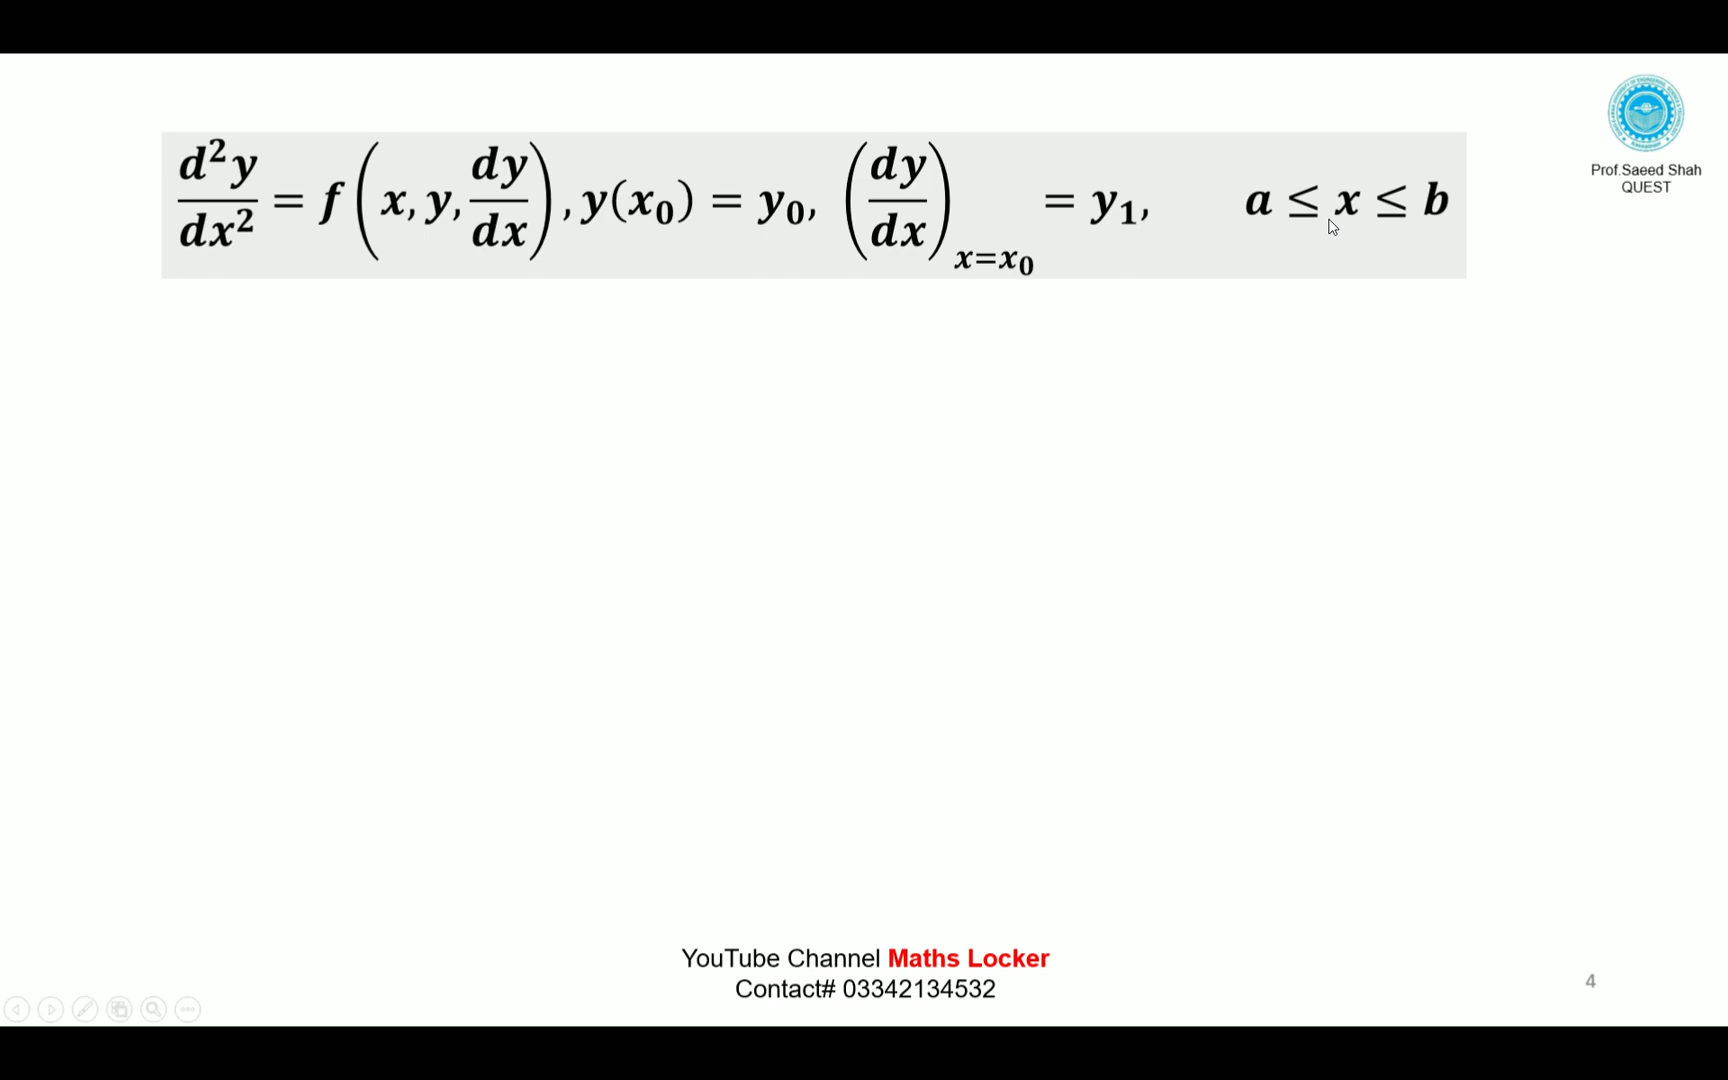 d²y/dx² = f(x, y, dy/dx), y(x₀) = y₀, (dy/dx)ₓ₌ₓ₀ = y₁, a ≤ x ≤ b
Prof.Saeed Shah
QUEST
YouTube Channel Maths Locker
Contact# 03342134532
4